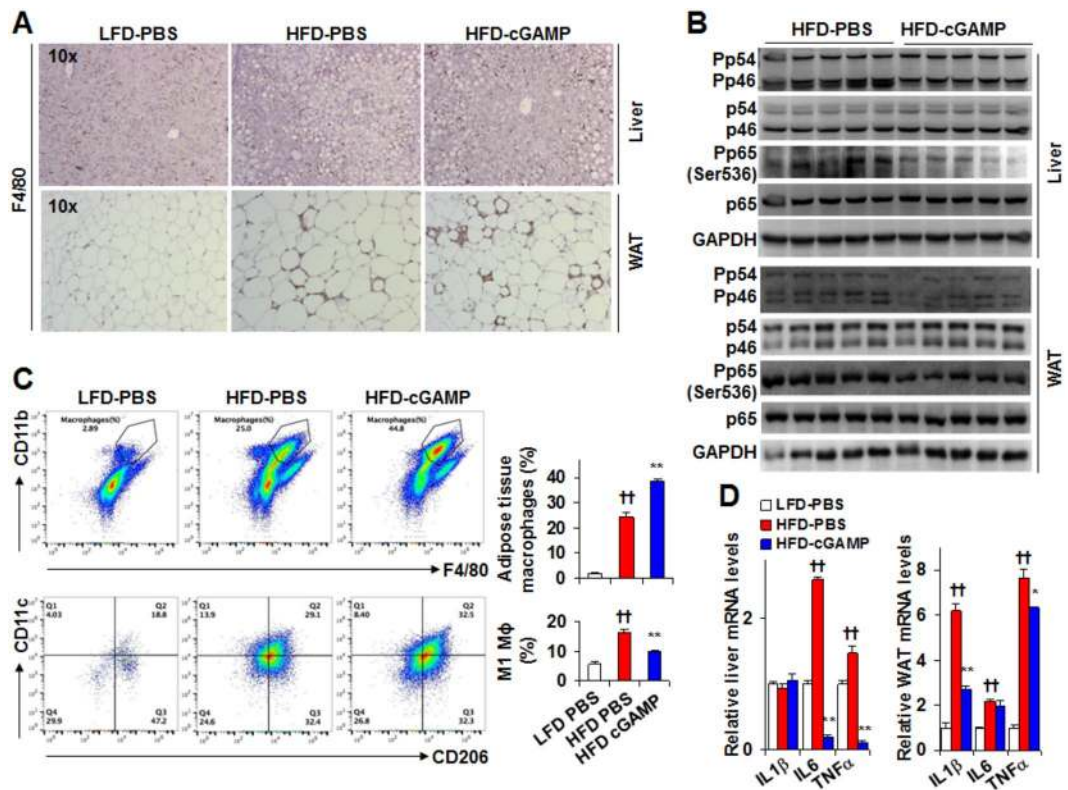 A
LFD-PBS HFD-PBS HFD-cGAMP
10x
10x
F4/80
Liver
WAT
B
HFD-PBS HFD-cGAMP
Pp54
Pp46
p54
p46
Pp65
(Ser536)
p65
GAPDH
Liver
Pp54
Pp46
p54
p46
Pp65
(Ser536)
p65
GAPDH
WAT
C
LFD-PBS HFD-PBS HFD-cGAMP
CD11b
Macrophages(%)
2.89
Macrophages(%)
25.0
Macrophages(%)
44.8
F4/80
CD11c
Q1
4.03
Q2
18.8
Q4
29.9
Q3
47.2
Q1
13.9
Q2
29.1
Q4
24.6
Q3
32.4
Q1
8.40
Q2
32.5
Q4
26.8
Q3
32.3
CD206
Adipose tissue
macrophages (%)
40
30
20
10
0
††
**
M1 MΦ
(%)
20
10
0
††
**
LFD PBS
HFD PBS
HFD cGAMP
D
LFD-PBS
HFD-PBS
HFD-cGAMP
Relative liver mRNA levels
2
0
††
**
††
**
IL1β IL6 TNFα
Relative WAT mRNA levels
8
6
4
2
0
††
**
††
††
*
IL1β IL6 TNFα